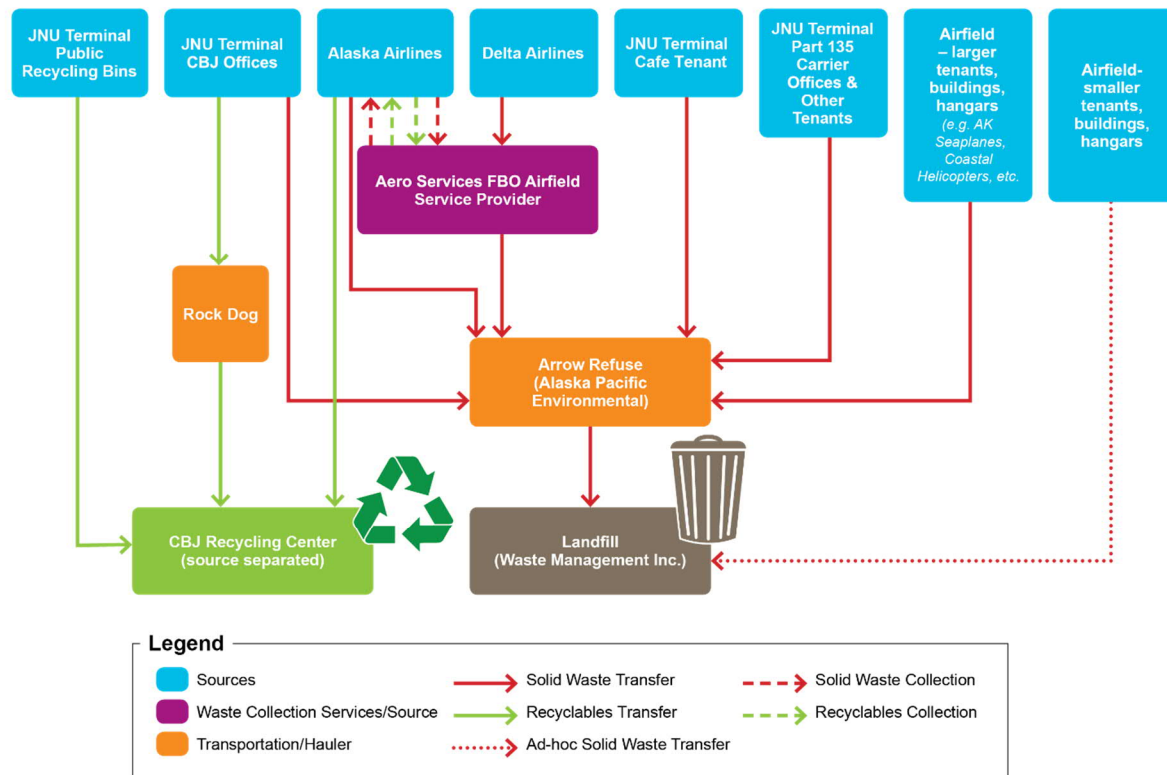 JNU Terminal
Public
Recycling Bins
JNU Terminal
CBJ Offices
Alaska Airlines
Delta Airlines
JNU Terminal
Cafe Tenant
JNU Terminal
Part 135
Carrier
Offices &
Other
Tenants
Airfield
– larger
tenants,
buildings,
hangars
(e.g. AK
Seaplanes,
Coastal
Helicopters, etc.
Airfield-
smaller
tenants,
buildings,
hangars
Aero Services FBO Airfield
Service Provider
Rock Dog
Arrow Refuse
(Alaska Pacific
Environmental)
CBJ Recycling Center
(source separated)
Landfill
(Waste Management Inc.)
Legend
Sources
Waste Collection Services/Source
Transportation/Hauler
Solid Waste Transfer
Recyclables Transfer
Ad-hoc Solid Waste Transfer
Solid Waste Collection
Recyclables Collection